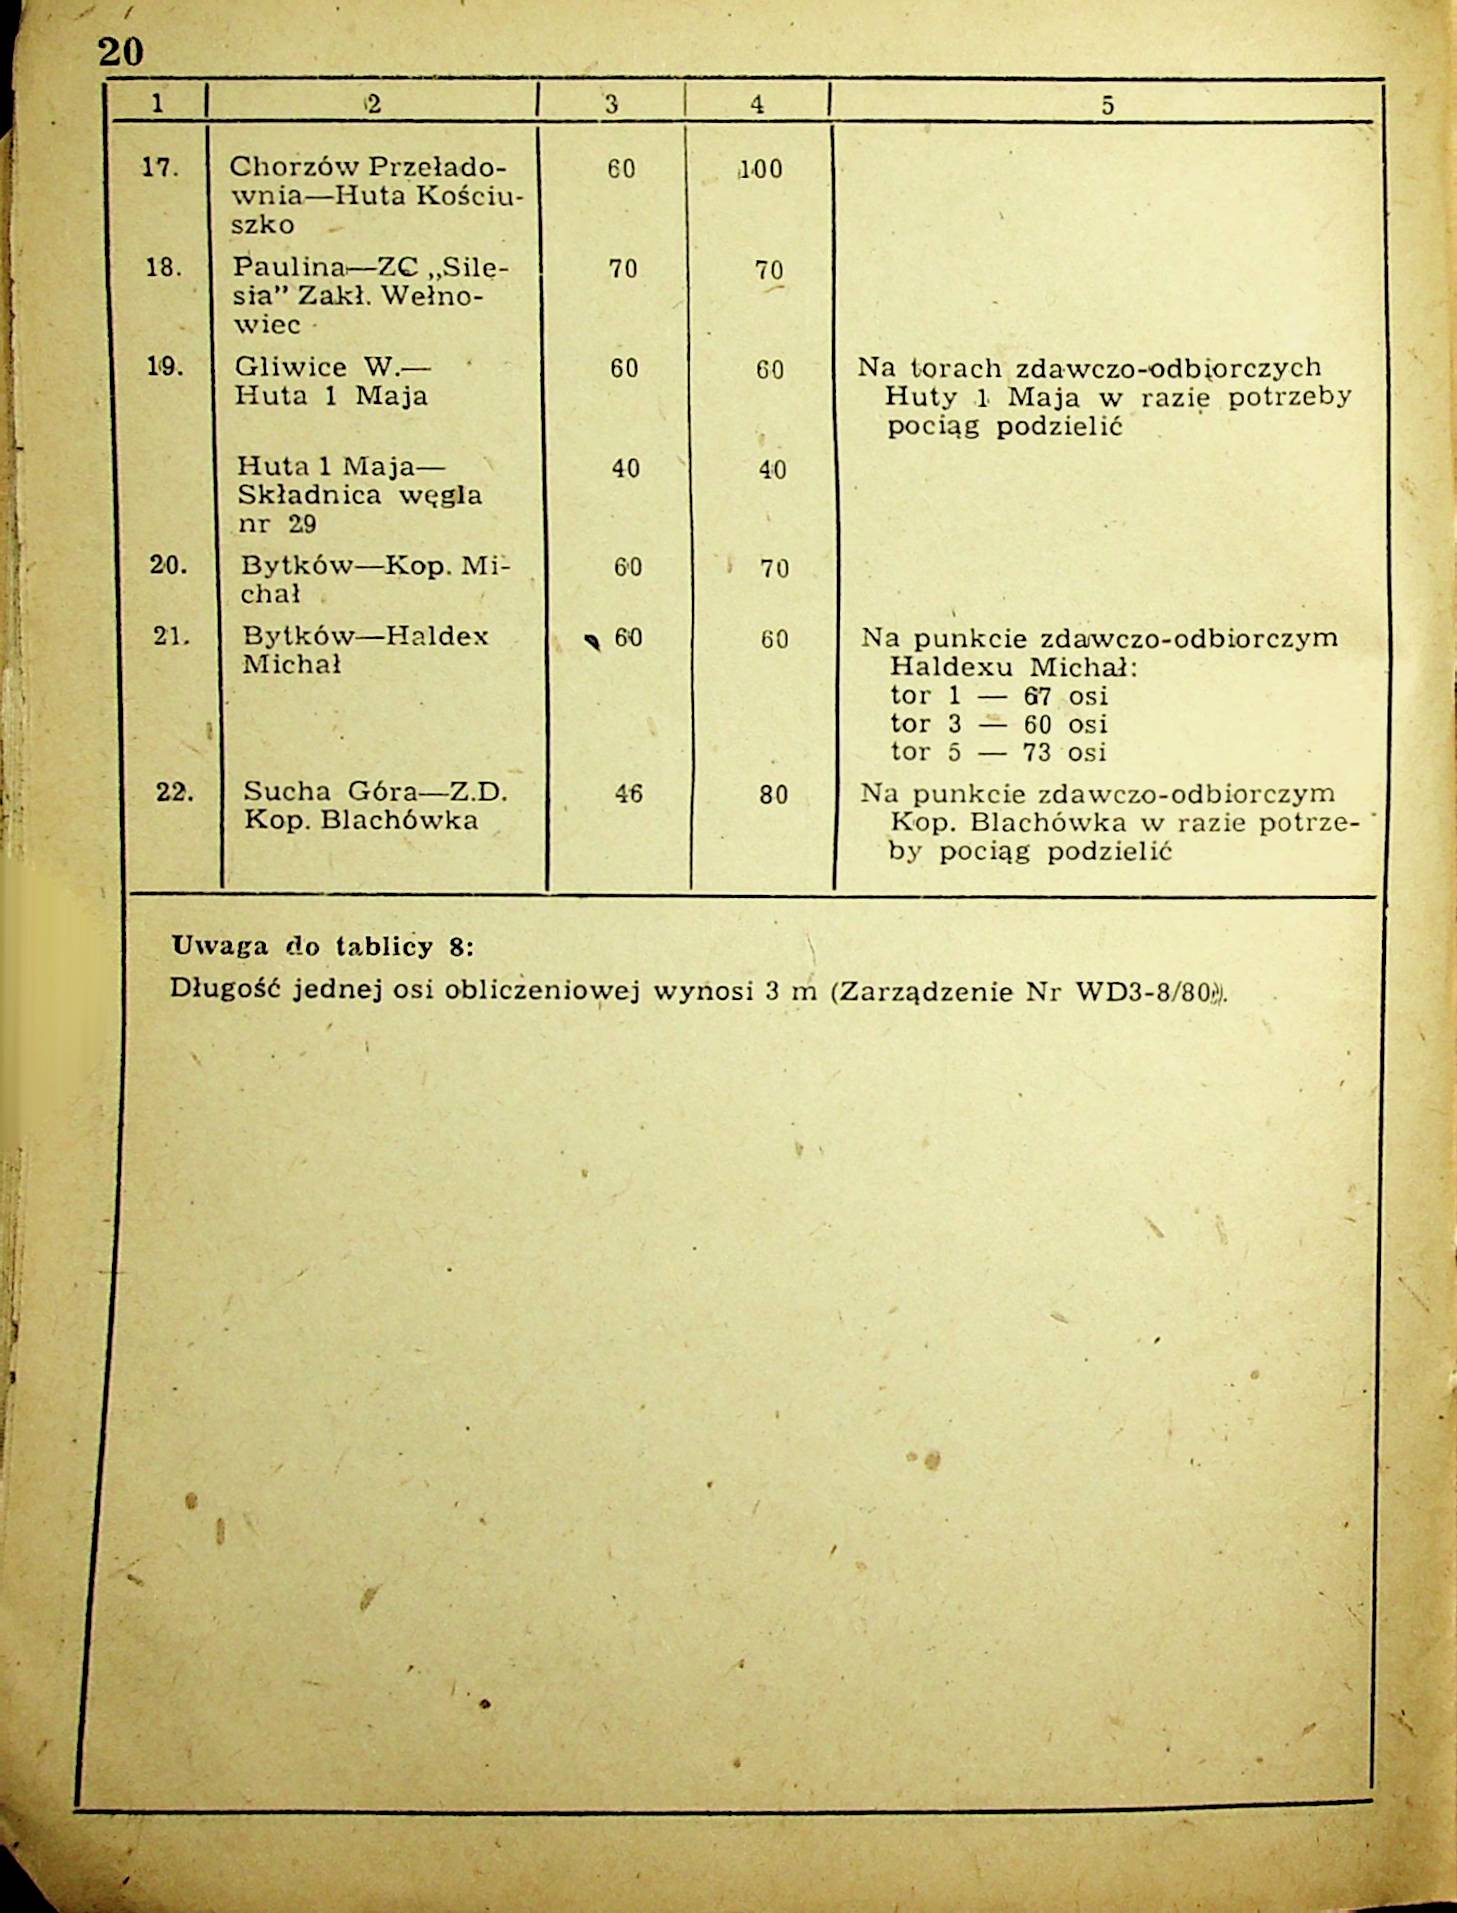 20
1 2 3 4 5
17. Chorzów Przełado- 60 100
wnia—Huta Kościu-
szko
18. Paulina—ZC „Sile- 70 70
sia” Zakł. Wełno-
wiec
19. Gliwice W.— 60 60 Na torach zdawczo-odbiorczych
Huta 1 Maja Huty 1 Maja w razie potrzeby
pociąg podzielić
Huta 1 Maja— 40 40
Składnica węgla
nr 29
20. Bytków—Kop. Mi- 60 70
chał
21. Bytków—Haldex 60 60 Na punkcie zdawczo-odbiorczym
Michał Haldexu Michał:
tor 1 — 67 osi
tor 3 — 60 osi
tor 5 — 73 osi
22. Sucha Góra—Z.D. 46 80 Na punkcie zdawczo-odbiorczym
Kop. Blachówka Kop. Blachówka w razie potrze-
by pociąg podzielić
Uwaga do tablicy 8:
Długość jednej osi obliczeniowej wynosi 3 m (Zarządzenie Nr WD3-8/80).